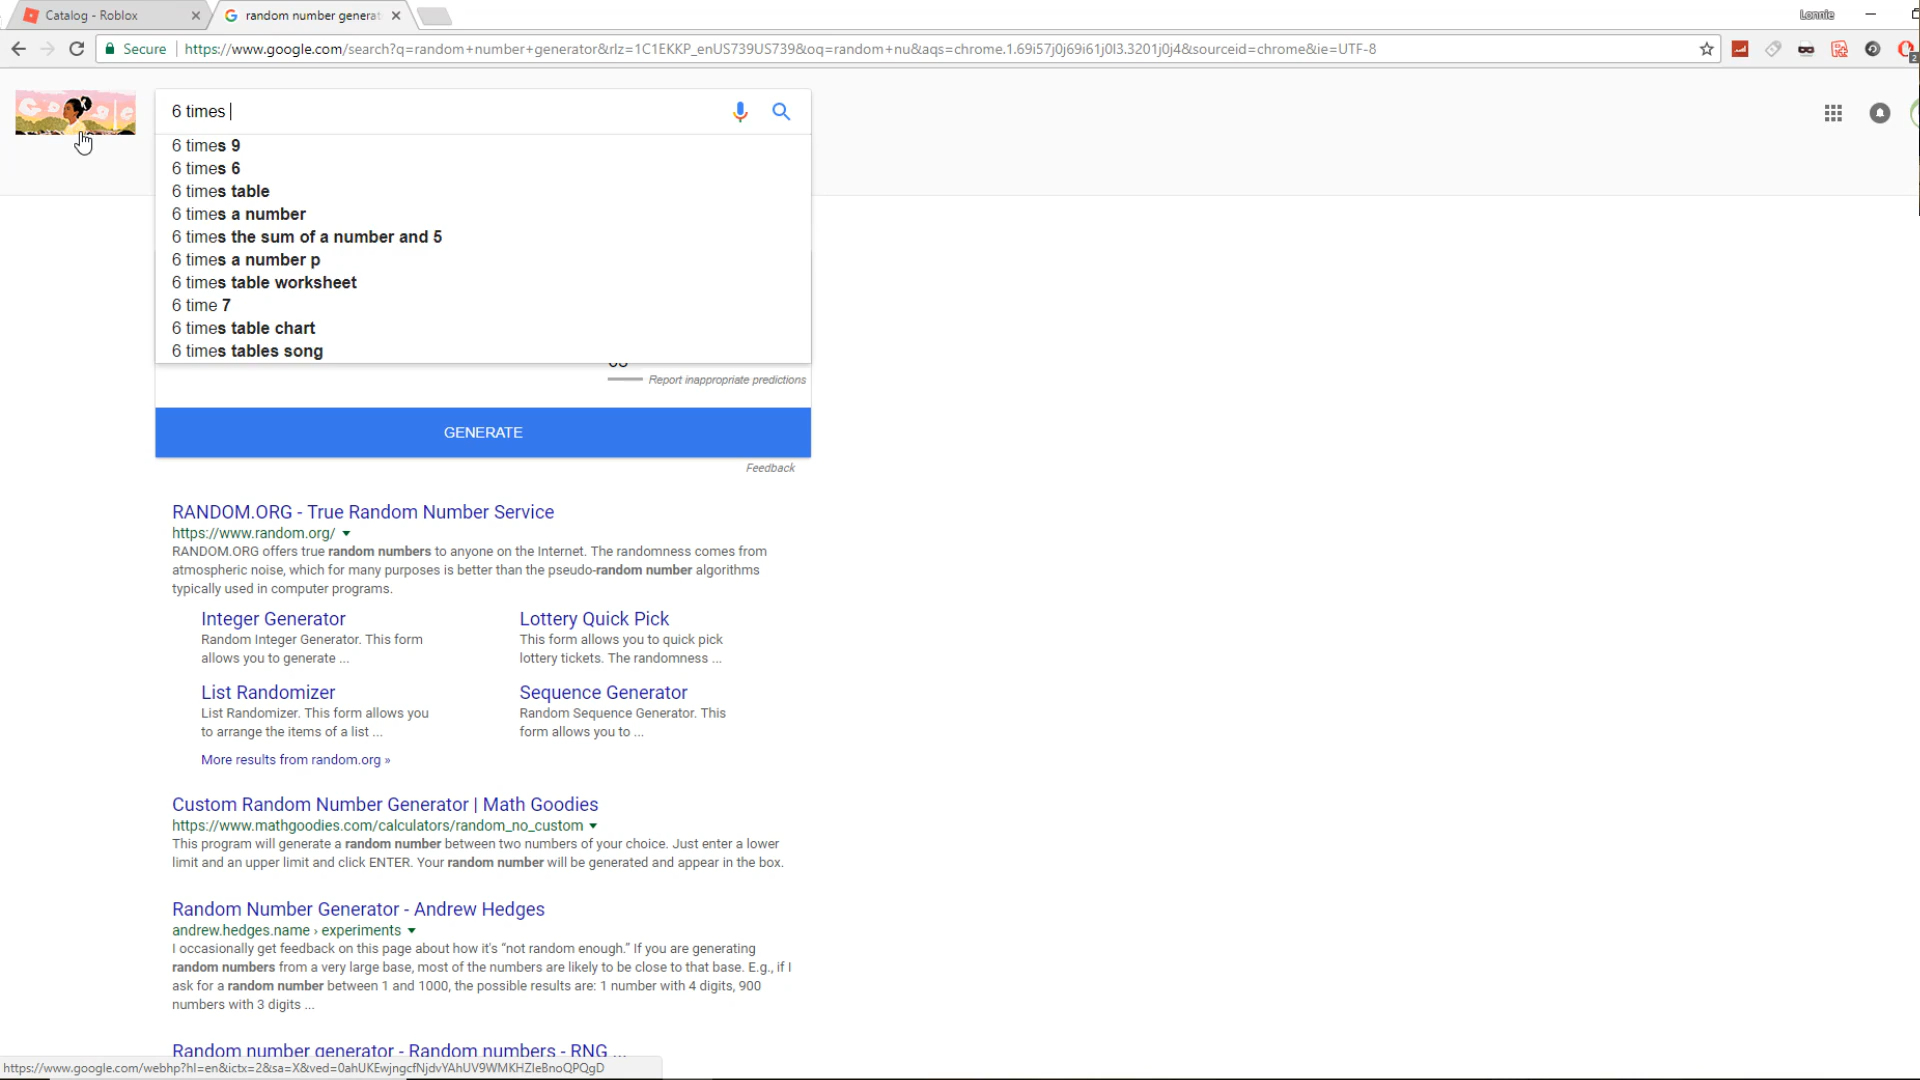 Catalog - Roblox
random number generat
Lonnie
Secure
https://www.google.com/search?q=random+number+generator&rlz=1C1EKKP_enUS739US739&oq=random+nu&aqs=chrome.1.69i57j0j69i61j0l3.3201j0j4&sourceid=chrome&ie=UTF-8
2
6 times
6 times 9
6 times 6
6 times table
6 times a number
6 times the sum of a number and 5
6 times a number p
6 times table worksheet
6 time 7
6 times table chart
6 times tables song
Report inappropriate predictions
GENERATE
Feedback
RANDOM.ORG - True Random Number Service
https://www.random.org/
RANDOM.ORG offers true random numbers to anyone on the Internet. The randomness comes from
atmospheric noise, which for many purposes is better than the pseudo-random number algorithms
typically used in computer programs.
Integer Generator
Random Integer Generator. This form
allows you to generate ...
Lottery Quick Pick
This form allows you to quick pick
lottery tickets. The randomness ...
List Randomizer
List Randomizer. This form allows you
to arrange the items of a list ...
Sequence Generator
Random Sequence Generator. This
form allows you to ...
More results from random.org »
Custom Random Number Generator | Math Goodies
https://www.mathgoodies.com/calculators/random_no_custom
This program will generate a random number between two numbers of your choice. Just enter a lower
limit and an upper limit and click ENTER. Your random number will be generated and appear in the box.
Random Number Generator - Andrew Hedges
andrew.hedges.name › experiments
I occasionally get feedback on this page about how it's "not random enough." If you are generating
random numbers from a very large base, most of the numbers are likely to be close to that base. E.g., if I
ask for a random number between 1 and 1000, the possible results are: 1 number with 4 digits, 900
numbers with 3 digits ...
Random number generator - Random numbers - RNG ...
https://www.google.com/webhp?hl=en&ictx=2&sa=X&ved=0ahUKEwjngcfNjdvYAhUV9WMKHZIeBnoQPQgD